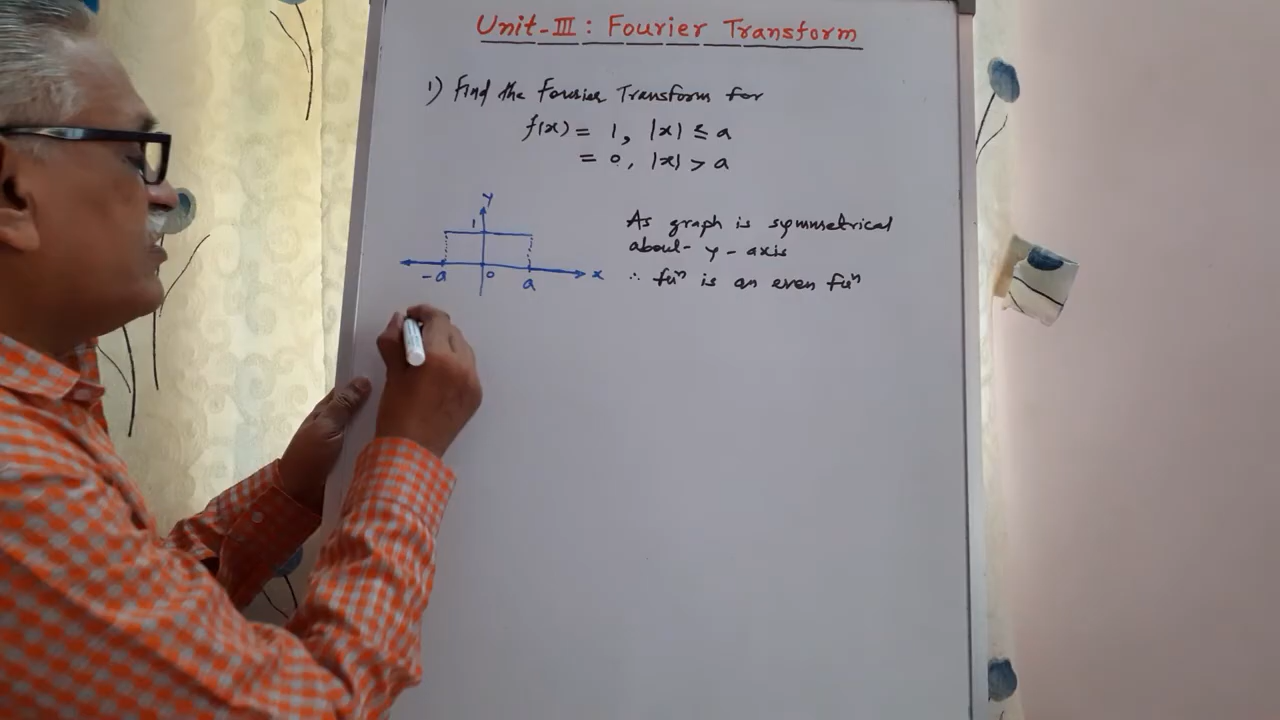 Unit-III : Fourier Transform
1) Find the Fourier Transform for
f(x) = 1, |x| ≤ a
= 0, |x| > a
y
1
-a 0 a x
As graph is symmetrical
about y-axis
∴ fuⁿ is an even fuⁿ